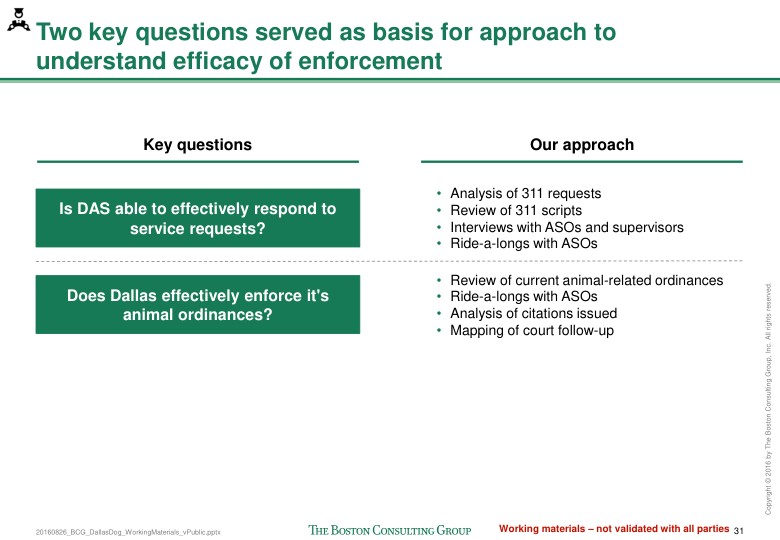 Two key questions served as basis for approach to
understand efficacy of enforcement
Key questions
Our approach
Is DAS able to effectively respond to
service requests?
• Analysis of 311 requests
• Review of 311 scripts
• Interviews with ASOs and supervisors
• Ride-a-longs with ASOs
Does Dallas effectively enforce it's
animal ordinances?
• Review of current animal-related ordinances
• Ride-a-longs with ASOs
• Analysis of citations issued
• Mapping of court follow-up
Copyright © 2016 by The Boston Consulting Group, Inc. All rights reserved.
20160826_BCG_DallasDog_WorkingMaterials_vPublic.pptx
THE BOSTON CONSULTING GROUP
Working materials – not validated with all parties
31